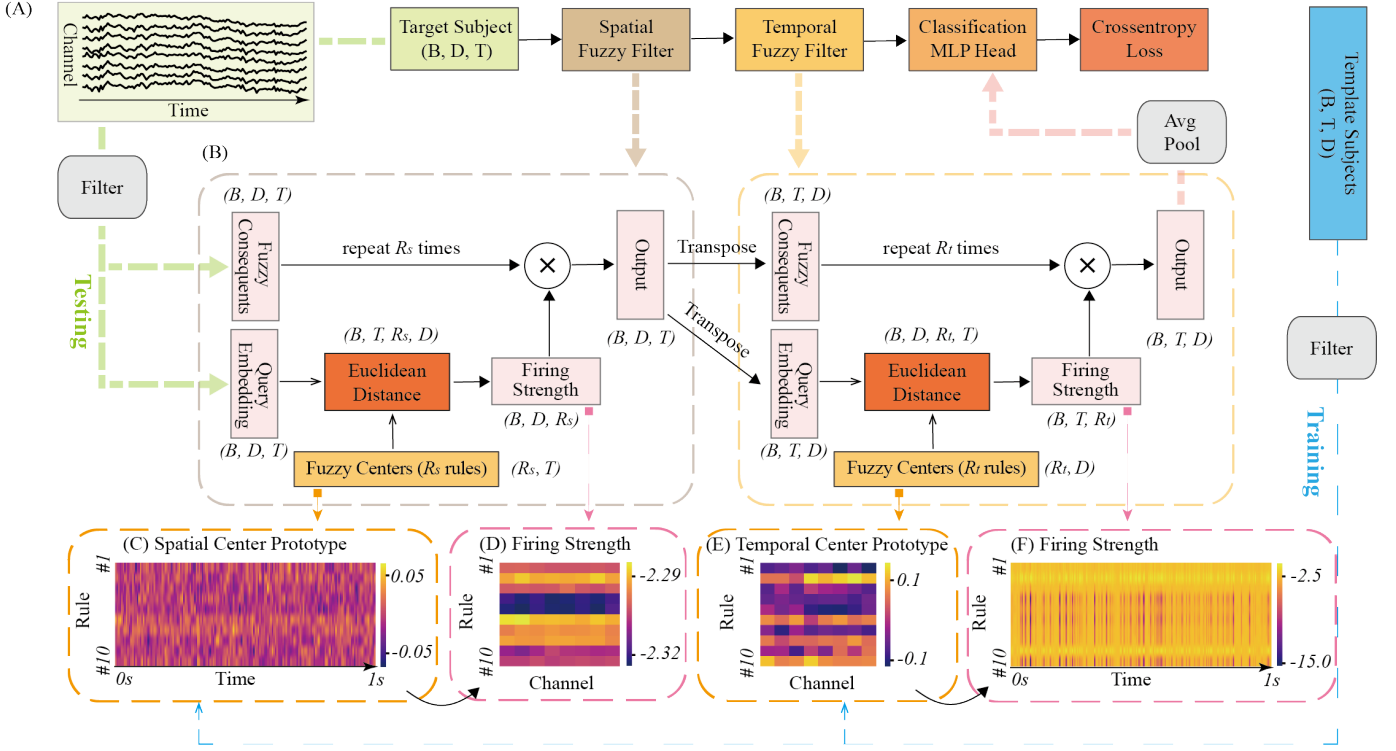 (A)
Channel
Time
Target Subject
(B, D, T)
Spatial
Fuzzy Filter
Temporal
Fuzzy Filter
Classification
MLP Head
Crossentropy
Loss
Template Subjects
(B, T, D)
Filter
Testing
Avg
Pool
Filter
Training
(B)
(B, D, T)
Fuzzy
Consequents
repeat Rs times
×
Output
(B, D, T)
Query
Embedding
(B, D, T)
(B, T, Rs, D)
Euclidean
Distance
Firing
Strength
(B, D, Rs)
Fuzzy Centers (Rs rules)
(Rs, T)
Transpose
Transpose
(B, T, D)
Fuzzy
Consequents
repeat Rt times
×
Output
(B, T, D)
Query
Embedding
(B, T, D)
(B, D, Rt, T)
Euclidean
Distance
Firing
Strength
(B, T, Rt)
Fuzzy Centers (Rt rules)
(Rt, D)
(C) Spatial Center Prototype
#1
Rule
#10
0s
Time
1s
0.05
-0.05
(D) Firing Strength
#1
Rule
#10
Channel
-2.29
-2.32
(E) Temporal Center Prototype
#1
Rule
#10
Channel
0.1
-0.1
(F) Firing Strength
#1
Rule
#10
0s
Time
1s
-2.5
-15.0